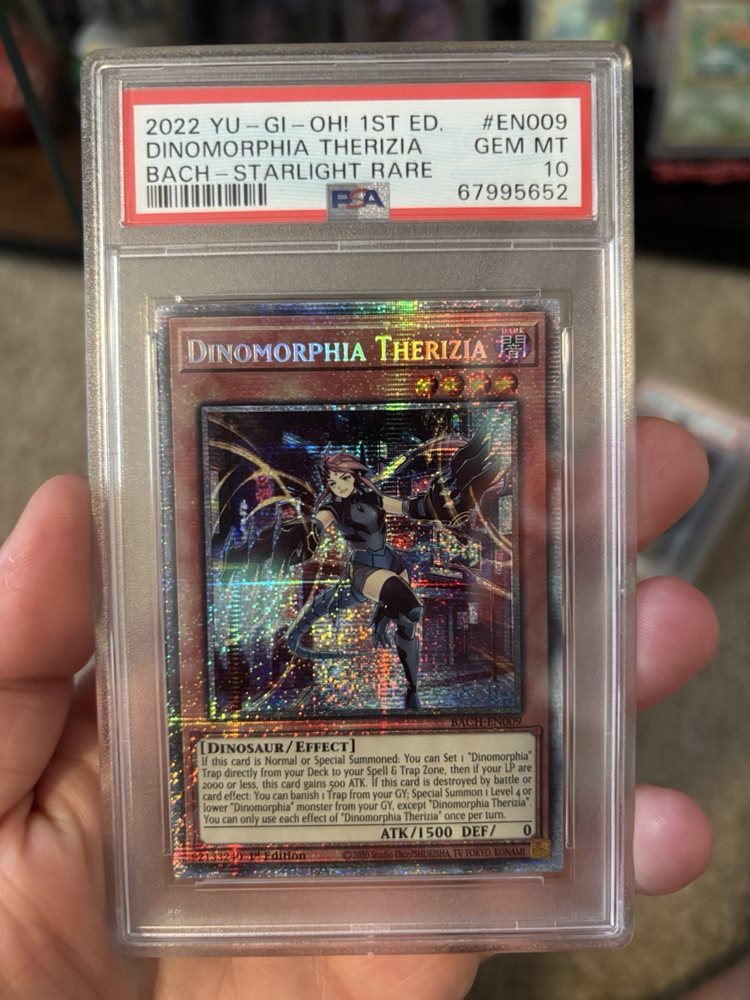 2022 YU-GI-OH! 1ST ED. #EN009
DINOMORPHIA THERIZIA GEM MT
BACH-STARLIGHT RARE 10
PSA 67995652
DINOMORPHIA THERIZIA
DARK
闇
BACH-EN009
[DINOSAUR/EFFECT]
If this card is Normal or Special Summoned: You can Set 1 "Dinomorphia"
Trap directly from your Deck to your Spell & Trap Zone, then if your LP are
2000 or less, this card gains 500 ATK. If this card is destroyed by battle or
card effect: You can banish 1 Trap from your GY; Special Summon 1 Level 4 or
lower "Dinomorphia" monster from your GY, except "Dinomorphia Therizia".
You can only use each effect of "Dinomorphia Therizia" once per turn.
ATK/1500 DEF/ 0
1st Edition ©2020 Studio Dice/SHUEISHA, TV TOKYO, KONAMI